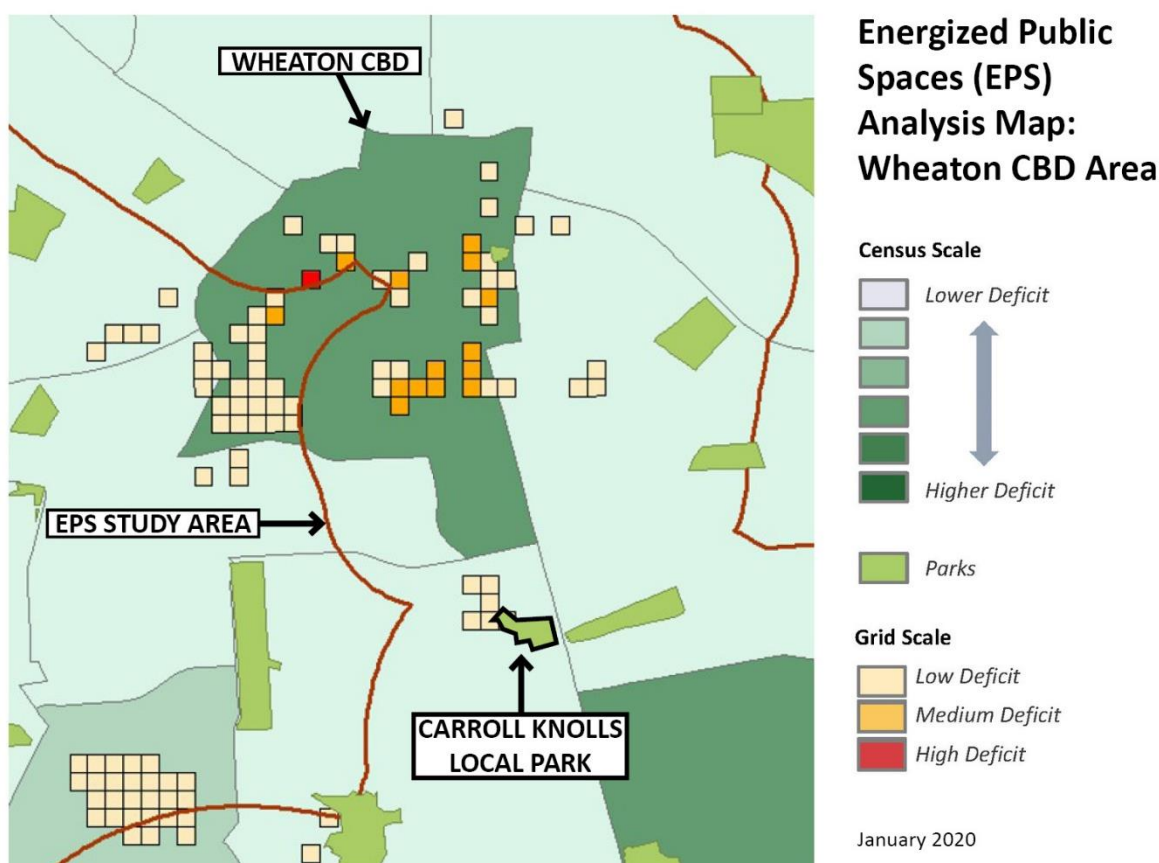 Energized Public
Spaces (EPS)
Analysis Map:
Wheaton CBD Area
WHEATON CBD
EPS STUDY AREA
CARROLL KNOLLS
LOCAL PARK
Census Scale
Lower Deficit
Higher Deficit
Parks
Grid Scale
Low Deficit
Medium Deficit
High Deficit
January 2020